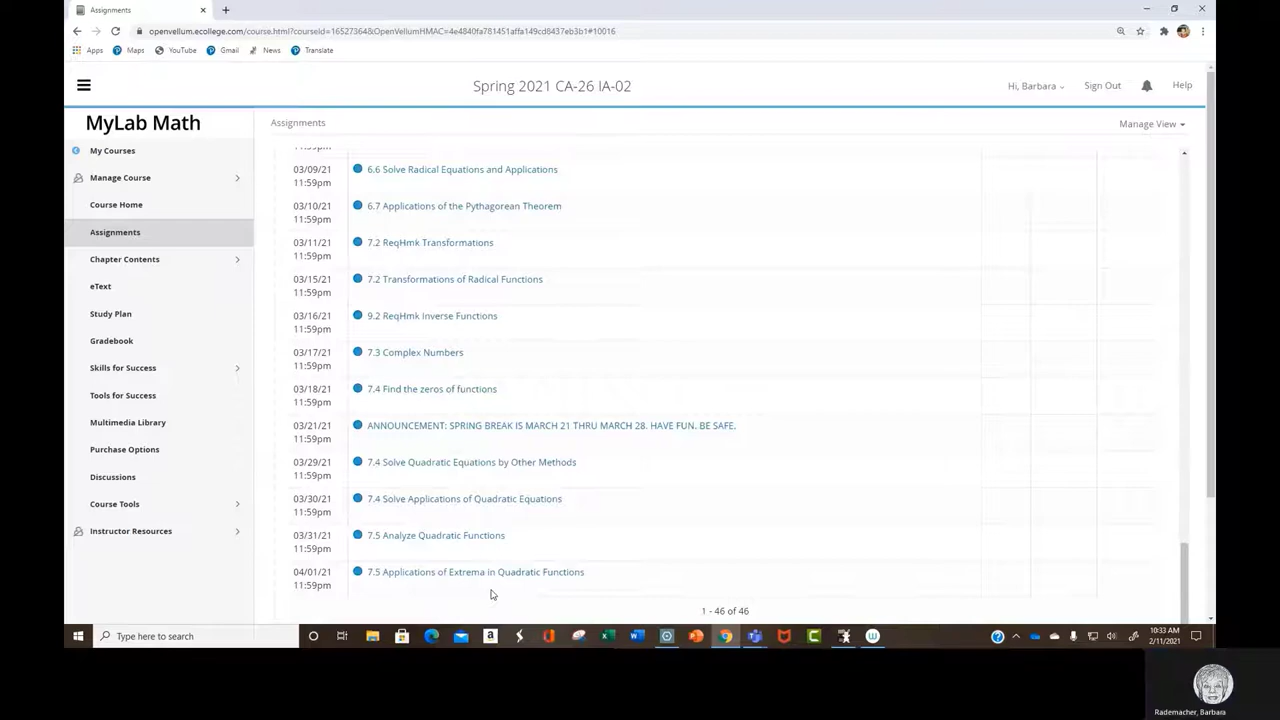 Assignments
openvellum.ecollege.com/course.html?courseId=16527364&OpenVellumHMAC=4e4840fa781451affa149cd8437eb3b1#10016
Apps Maps YouTube Gmail News Translate
Spring 2021 CA-26 IA-02
Hi, Barbara Sign Out Help
MyLab Math
My Courses
Manage Course
Course Home
Assignments
Chapter Contents
eText
Study Plan
Gradebook
Skills for Success
Tools for Success
Multimedia Library
Purchase Options
Discussions
Course Tools
Instructor Resources
Assignments Manage View
11:59pm
03/09/21 6.6 Solve Radical Equations and Applications
11:59pm
03/10/21 6.7 Applications of the Pythagorean Theorem
11:59pm
03/11/21 7.2 ReqHmk Transformations
11:59pm
03/15/21 7.2 Transformations of Radical Functions
11:59pm
03/16/21 9.2 ReqHmk Inverse Functions
11:59pm
03/17/21 7.3 Complex Numbers
11:59pm
03/18/21 7.4 Find the zeros of functions
11:59pm
03/21/21 ANNOUNCEMENT: SPRING BREAK IS MARCH 21 THRU MARCH 28. HAVE FUN. BE SAFE.
11:59pm
03/29/21 7.4 Solve Quadratic Equations by Other Methods
11:59pm
03/30/21 7.4 Solve Applications of Quadratic Equations
11:59pm
03/31/21 7.5 Analyze Quadratic Functions
11:59pm
04/01/21 7.5 Applications of Extrema in Quadratic Functions
11:59pm
1 - 46 of 46
Type here to search
10:33 AM
2/11/2021
Rademacher, Barbara